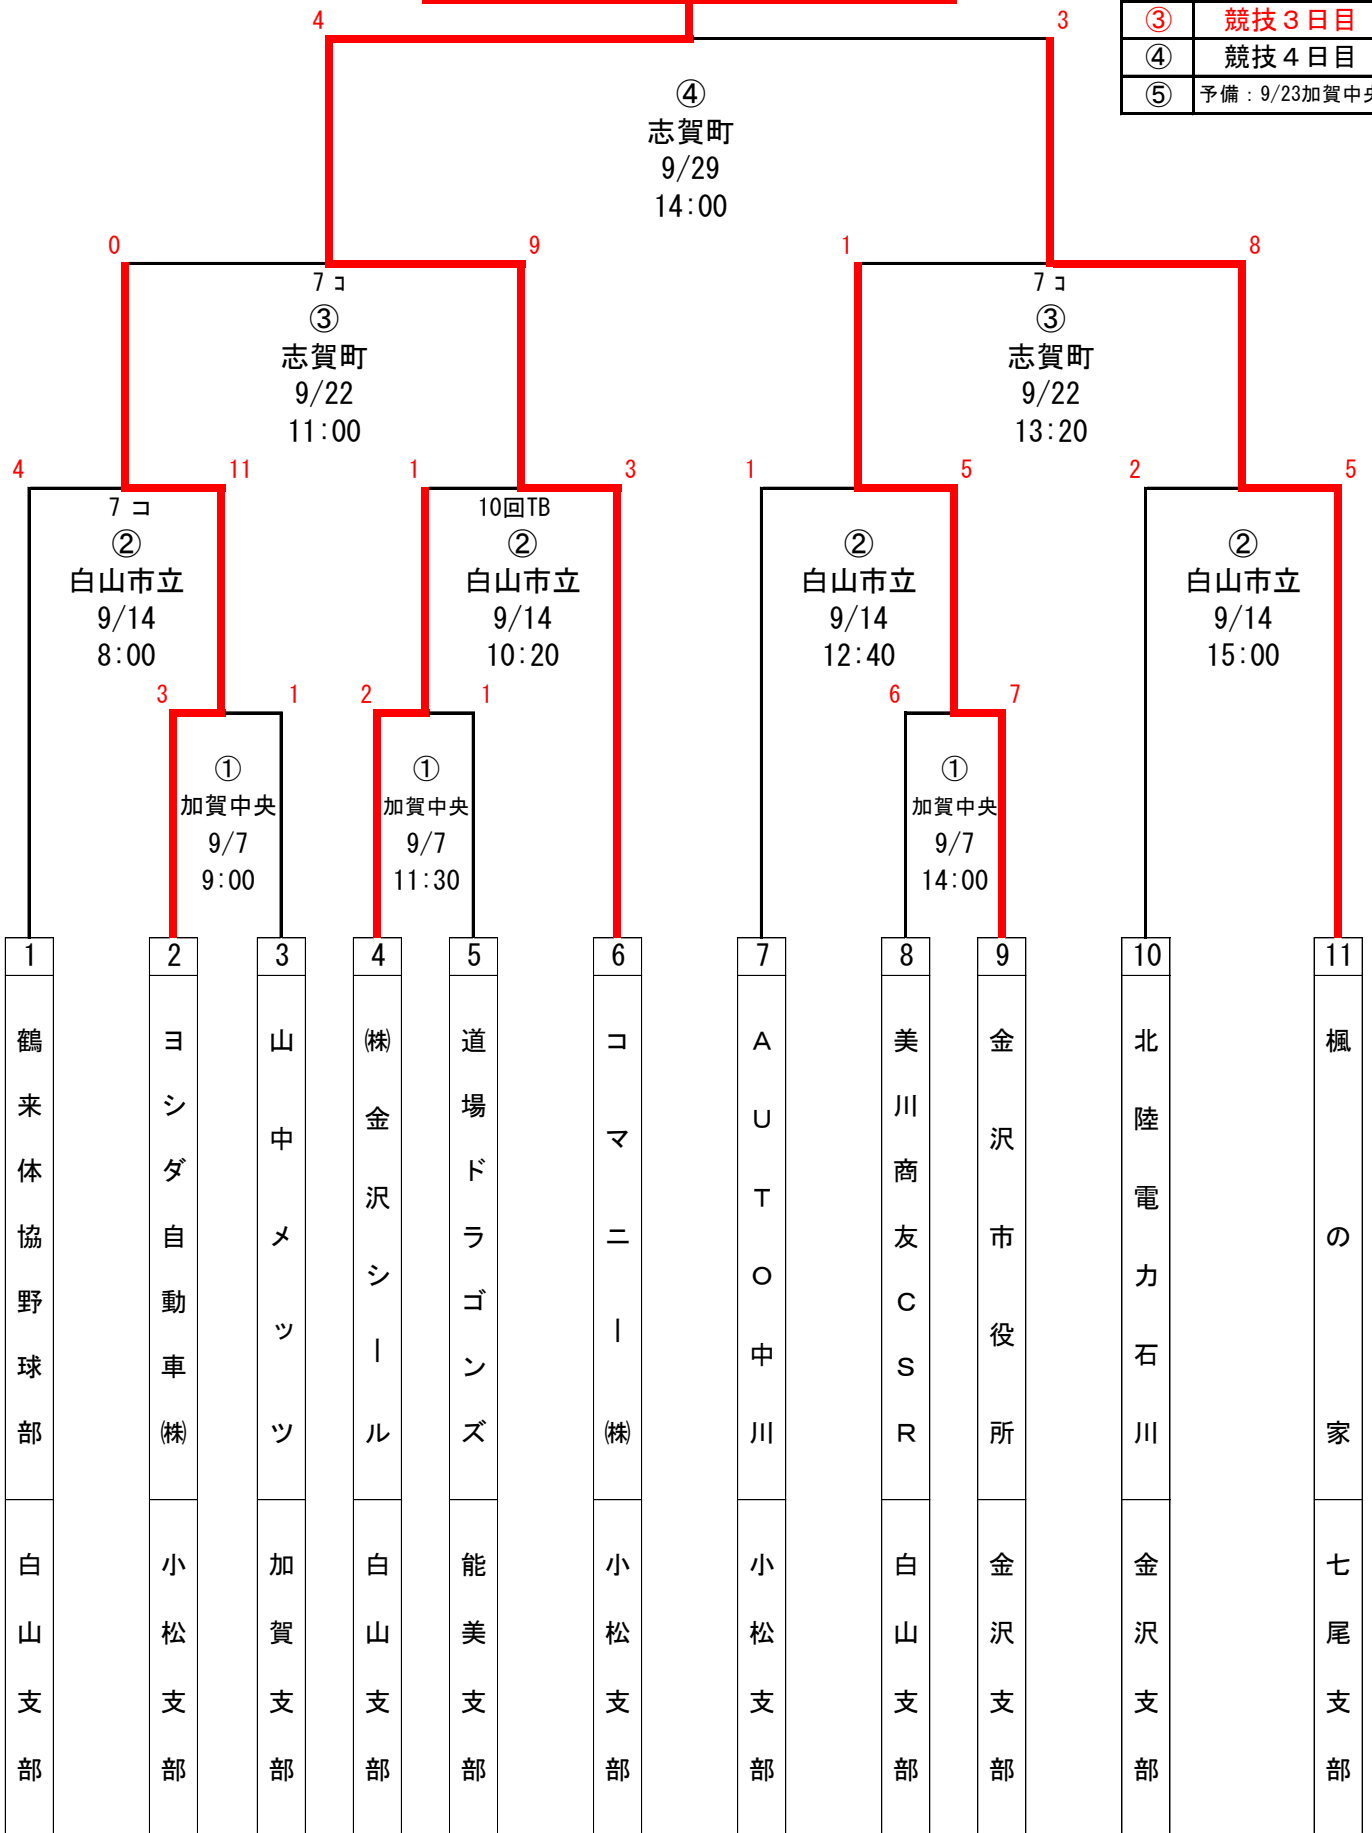 4
3
③ 競技３日目
④ 競技４日目
⑤ 予備：9/23加賀中央
④
志賀町
9/29
14:00
0
9
1
8
7 コ
③
志賀町
9/22
11:00
7 コ
③
志賀町
9/22
13:20
4
11
1
3
1
5
2
5
7 コ
②
白山市立
9/14
8:00
10回TB
②
白山市立
9/14
10:20
②
白山市立
9/14
12:40
②
白山市立
9/14
15:00
3
1
2
1
6
7
①
加賀中央
9/7
9:00
①
加賀中央
9/7
11:30
①
加賀中央
9/7
14:00
1
鶴来体協野球部
白山支部
2
ヨシダ自動車㈱
小松支部
3
山中メッツ
加賀支部
4
㈱金沢シール
白山支部
5
道場ドラゴンズ
能美支部
6
コマニー㈱
小松支部
7
ＡＵＴＯ中川
小松支部
8
美川商友ＣＳＲ
白山支部
9
金沢市役所
金沢支部
10
北陸電力石川
金沢支部
11
楓の家
七尾支部